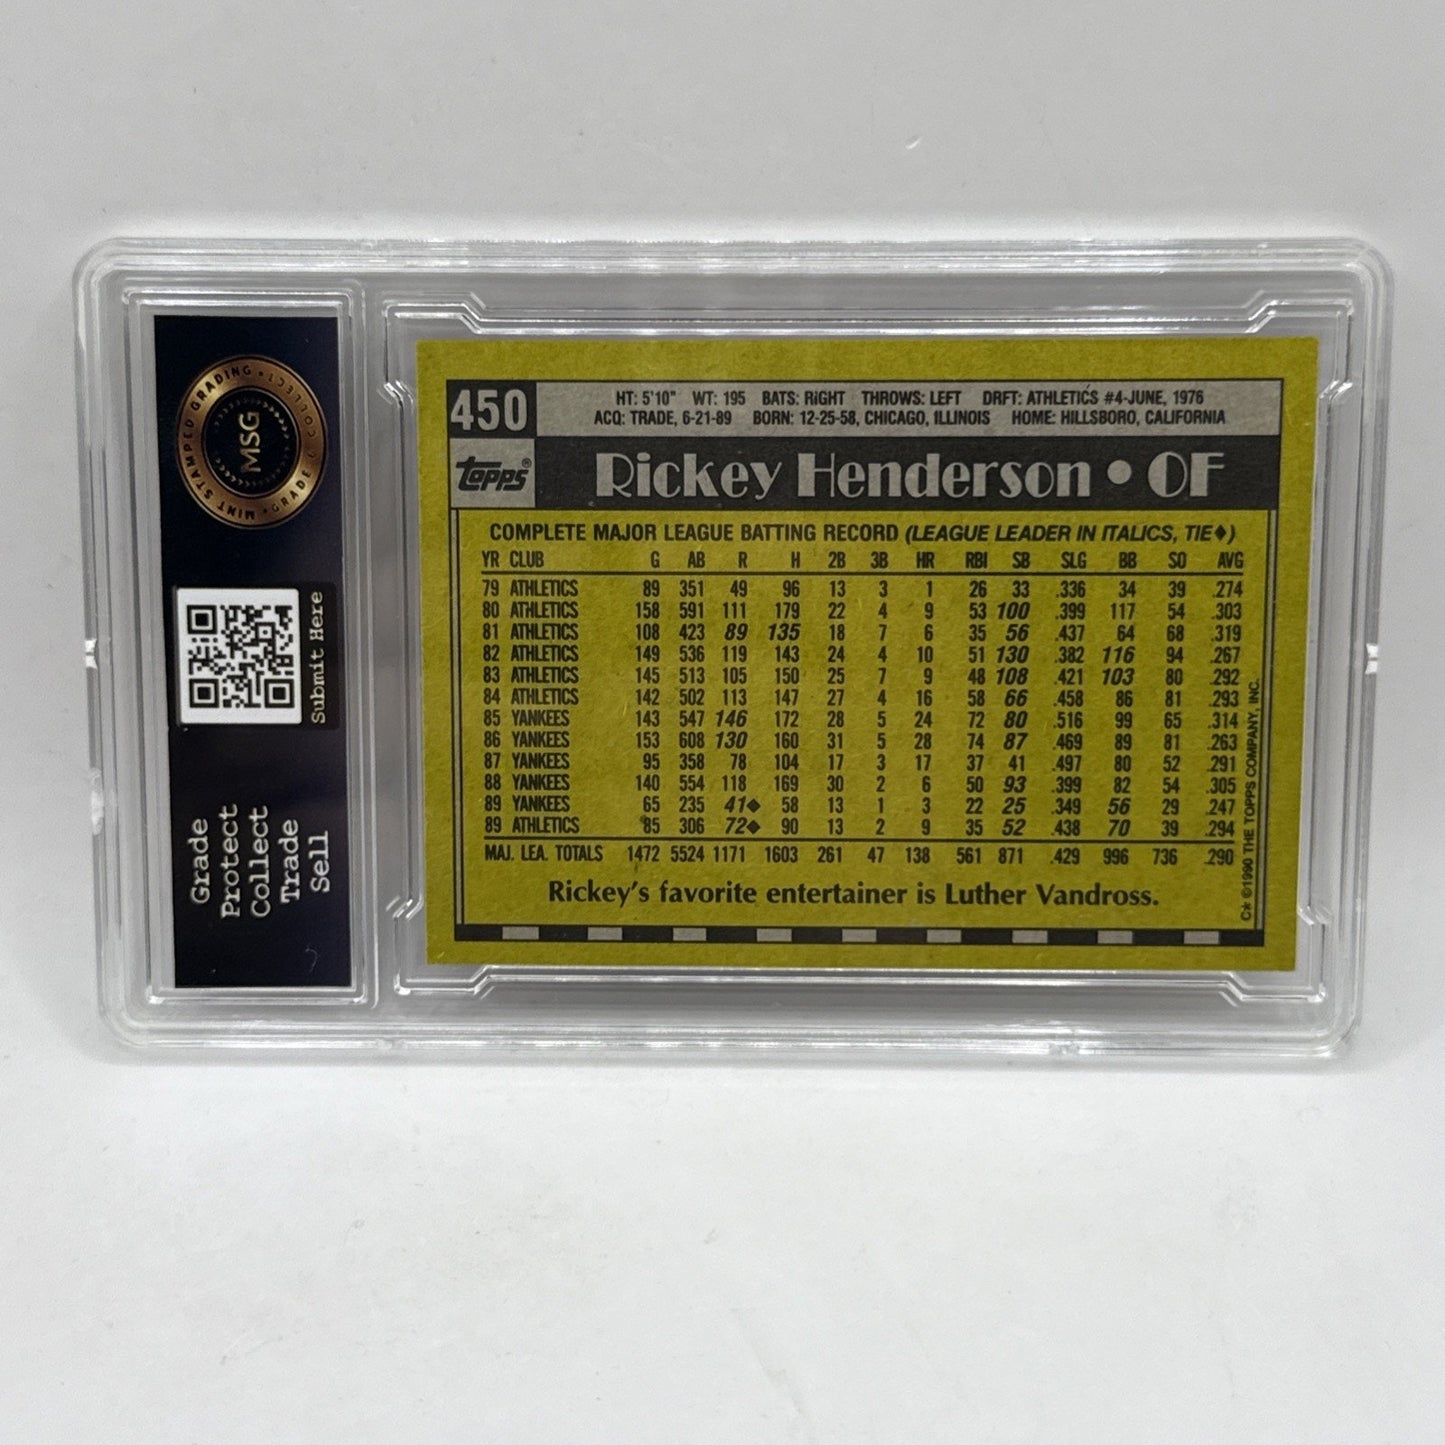 450
HT: 5'10" WT: 195 BATS: RIGHT THROWS: LEFT DRFT: ATHLETICS #4-JUNE, 1976
ACQ: TRADE, 6-21-89 BORN: 12-25-58, CHICAGO, ILLINOIS HOME: HILLSBORO, CALIFORNIA
topps®
Rickey Henderson • OF
COMPLETE MAJOR LEAGUE BATTING RECORD (LEAGUE LEADER IN ITALICS, TIE♦)
YR CLUB G AB R H 2B 3B HR RBI SB SLG BB SO AVG
79 ATHLETICS 89 351 49 96 13 3 1 26 33 .336 34 39 .274
80 ATHLETICS 158 591 111 179 22 4 9 53 100 .399 117 54 .303
81 ATHLETICS 108 423 89 135 18 7 6 35 56 .437 64 68 .319
82 ATHLETICS 149 536 119 143 24 4 10 51 130 .382 116 94 .267
83 ATHLETICS 145 513 105 150 25 7 9 48 108 .421 103 80 .292
84 ATHLETICS 142 502 113 147 27 4 16 58 66 .458 86 81 .293
85 YANKEES 143 547 146 172 28 5 24 72 80 .516 99 65 .314
86 YANKEES 153 608 130 160 31 5 28 74 87 .469 89 81 .263
87 YANKEES 95 358 78 104 17 3 17 37 41 .497 80 52 .291
88 YANKEES 140 554 118 169 30 2 6 50 93 .399 82 54 .305
89 YANKEES 65 235 41♦ 58 13 1 3 22 25 .349 56 29 .247
89 ATHLETICS 85 306 72♦ 90 13 2 9 35 52 .438 70 39 .294
MAJ. LEA. TOTALS 1472 5524 1171 1603 261 47 138 561 871 .429 996 736 .290
Rickey's favorite entertainer is Luther Vandross.
C* ©1990 THE TOPPS COMPANY, INC.
MINT STAMPED GRADING • COLLECT
GRADE
MSG
Submit Here
Grade
Protect
Collect
Trade
Sell